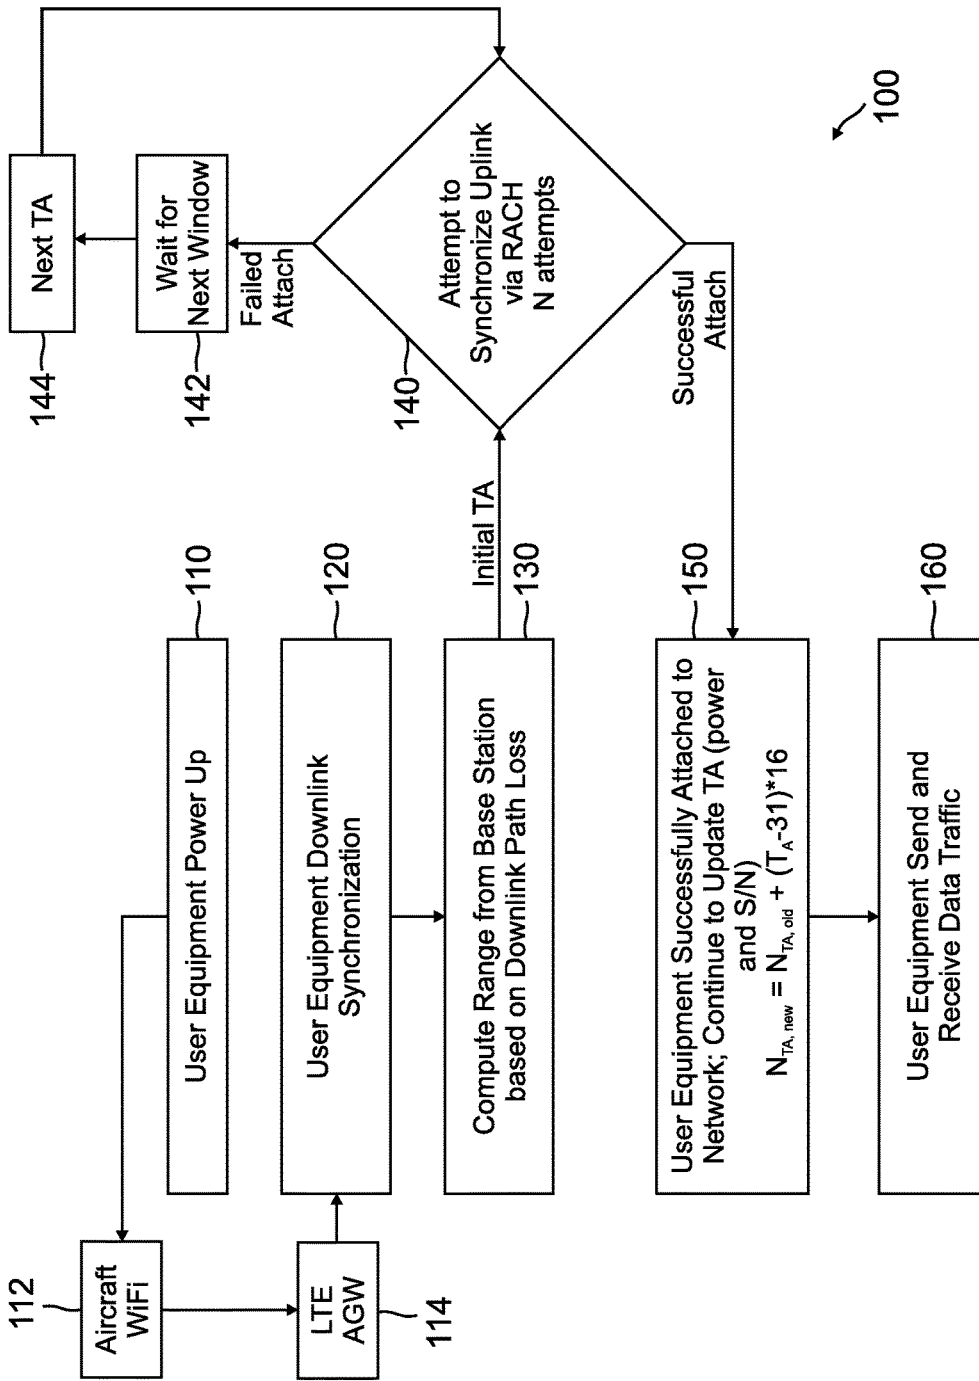 112
Aircraft
WiFi
LTE
AGW
114
User Equipment Power Up
110
User Equipment Downlink
Synchronization
120
Compute Range from Base Station
based on Downlink Path Loss
130
Initial TA
Next TA
144
Wait for
Next Window
142
Failed
Attach
140
Attempt to
Synchronize Uplink
via RACH
N attempts
Successful
Attach
User Equipment Successfully Attached to
Network; Continue to Update TA (power
and S/N)
N_TA, new = N_TA, old + (T_A-31)*16
150
User Equipment Send and
Receive Data Traffic
160
100